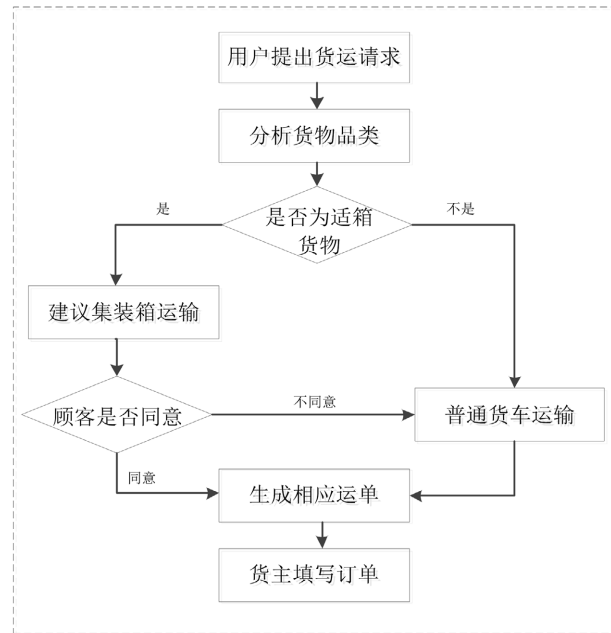 用户提出货运请求
分析货物品类
是否为适箱
货物
是
不是
建议集装箱运输
顾客是否同意
不同意
普通货车运输
同意
生成相应运单
货主填写订单